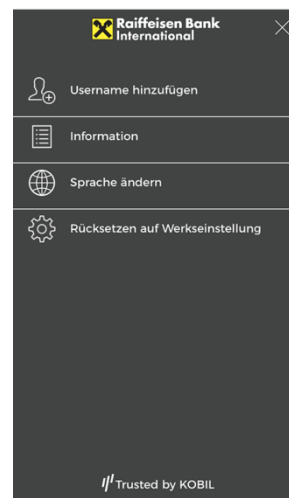 Raiffeisen Bank
International
Username hinzufügen
Information
Sprache ändern
Rücksetzen auf Werkseinstellung
Trusted by KOBIL